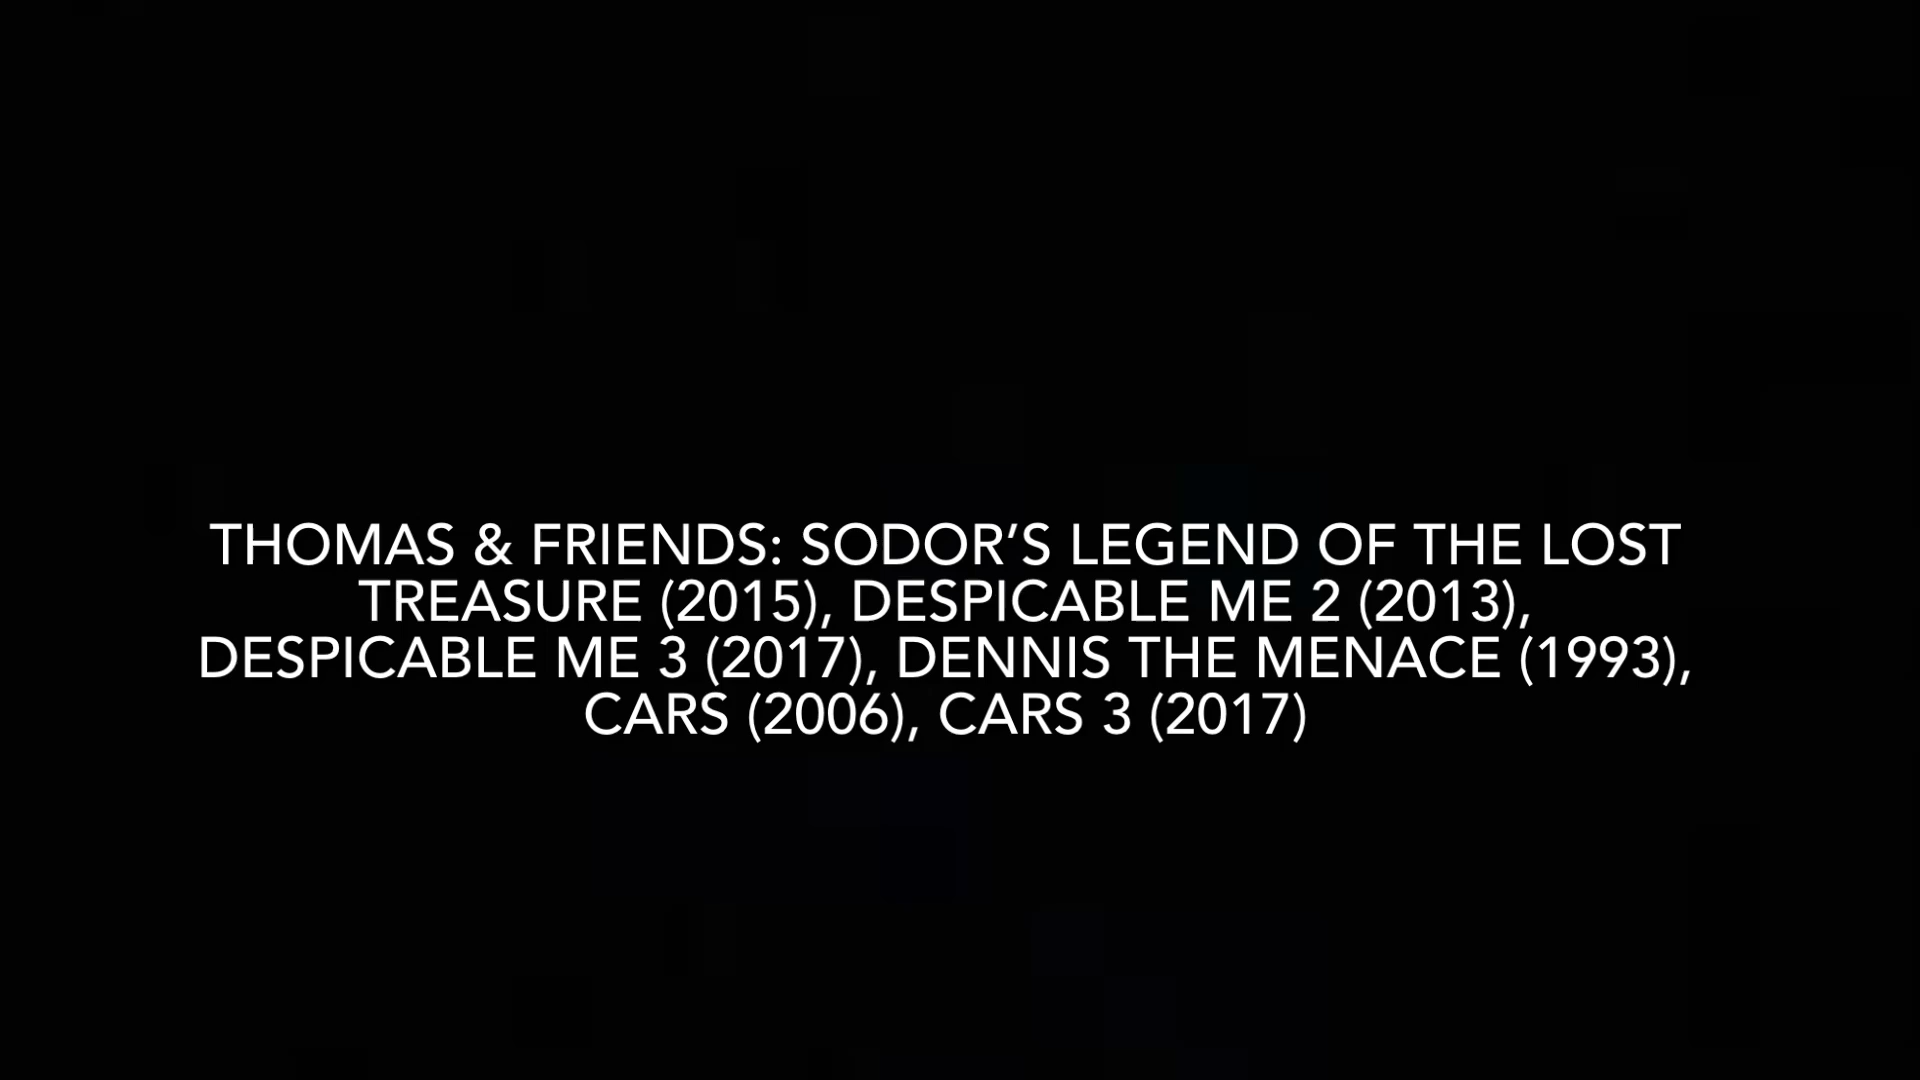 THOMAS & FRIENDS: SODOR’S LEGEND OF THE LOST
TREASURE (2015), DESPICABLE ME 2 (2013),
DESPICABLE ME 3 (2017), DENNIS THE MENACE (1993),
CARS (2006), CARS 3 (2017)